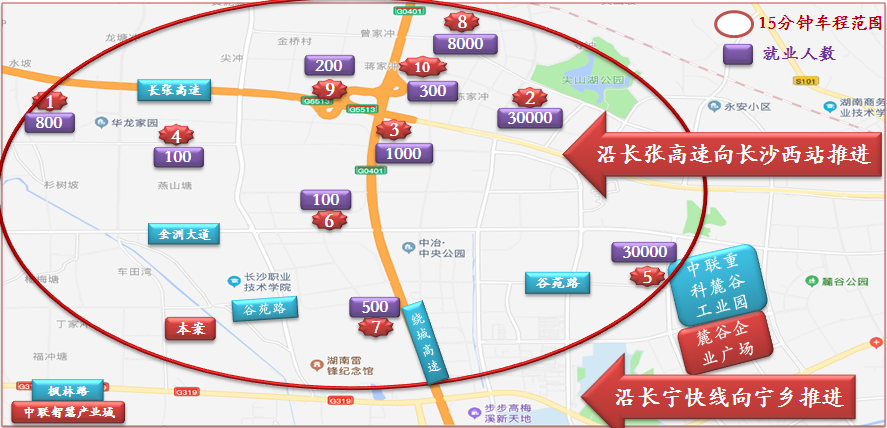 G0401
8
15分钟车程范围
龙塘冲
金桥村
曾家冲
8000
就业人数
水坡
尖冲
200
蒋家冲
10
尖山湖公园
S101
长张高速
9
300
陈家冲
2
永安小区
湖南商务
职业技术学
1
G5513
G5513
800
华龙家园
4
3
30000
100
1000
沿长张高速向长沙西站推进
杉树坡
燕山塘
G0401
100
6
金洲大道
中冶·
中央公园
30000
5
中联重
科麓谷
工业园
梅塘
车田湾
长沙职业
技术学院
谷苑路
麓谷公园
谷苑路
500
7
绕城高速
丁家
本案
麓谷企
业广场
福冲塘
湖南雷
锋纪念馆
枫林路
G319
G319
沿长宁快线向宁乡推进
中联智慧产业城
步步高梅
溪新天地